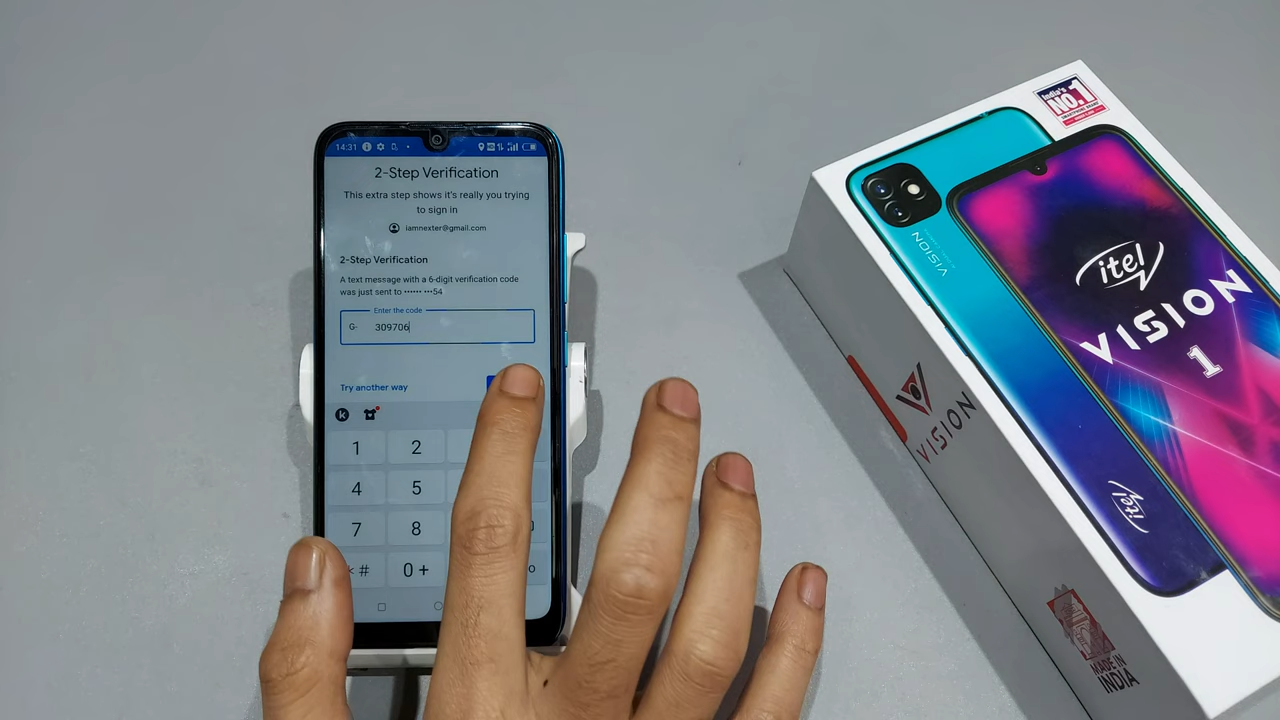 14:31
2-Step Verification
This extra step shows it's really you trying
to sign in
iamnexter@gmail.com
2-Step Verification
A text message with a 6-digit verification code
was just sent to •••••• •••54
Enter the code
G- 309706
Try another way
1 2
4 5
7 8
* # 0 +
India's
NO.1
VISION
itel
VISION
1
VISION
itel
MADE IN
INDIA